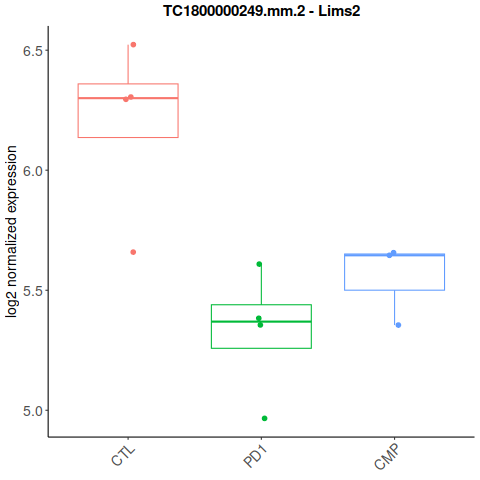 TC1800000249.mm.2 - Lims2
log2 normalized expression
6.5
6.0
5.5
5.0
CTL
PD1
CMP